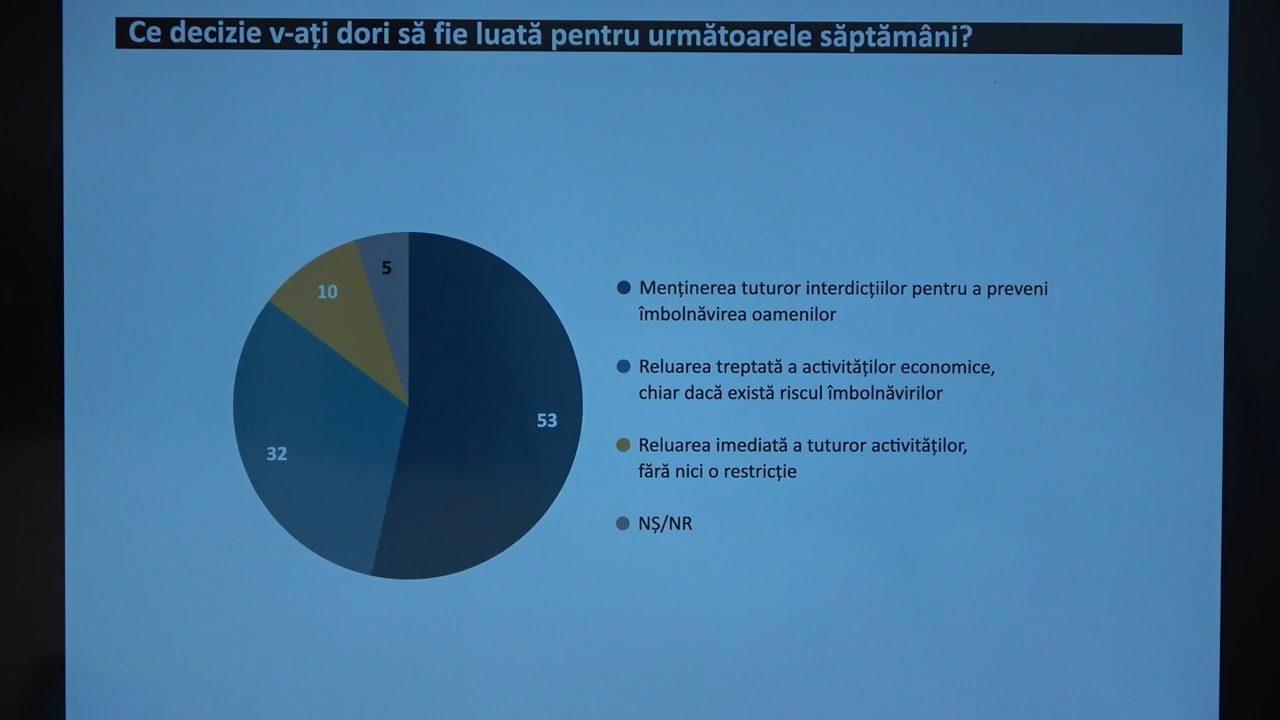 Ce decizie v-ați dori să fie luată pentru următoarele săptămâni?
5
10
53
32
Menținerea tuturor interdicțiilor pentru a preveni
îmbolnăvirea oamenilor
Reluarea treptată a activităților economice,
chiar dacă există riscul îmbolnăvirilor
Reluarea imediată a tuturor activităților,
fără nici o restricție
NȘ/NR